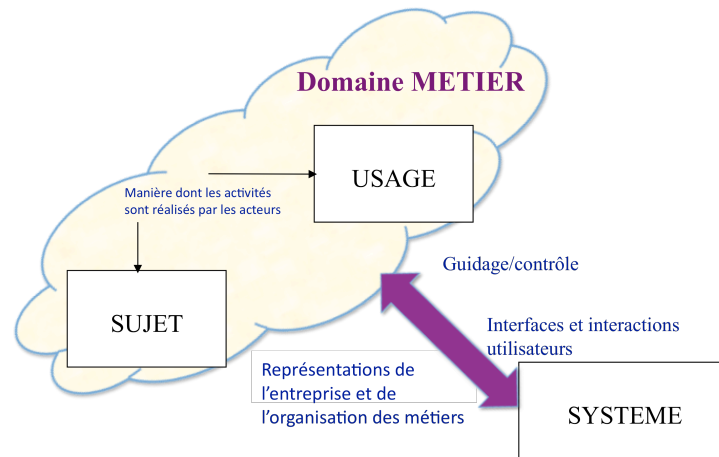 Domaine METIER
USAGE
Manière dont les activités
sont réalisés par les acteurs
Guidage/contrôle
SUJET
Interfaces et interactions
utilisateurs
Représentations de
l’entreprise et de
l’organisation des métiers
SYSTEME